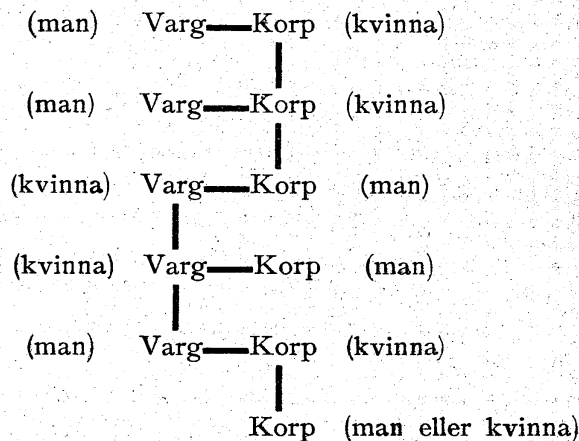 (man) Varg Korp (kvinna)
(man) Varg Korp (kvinna)
(kvinna) Varg Korp (man)
(kvinna) Varg Korp (man)
(man) Varg Korp (kvinna)
Korp (man eller kvinna)